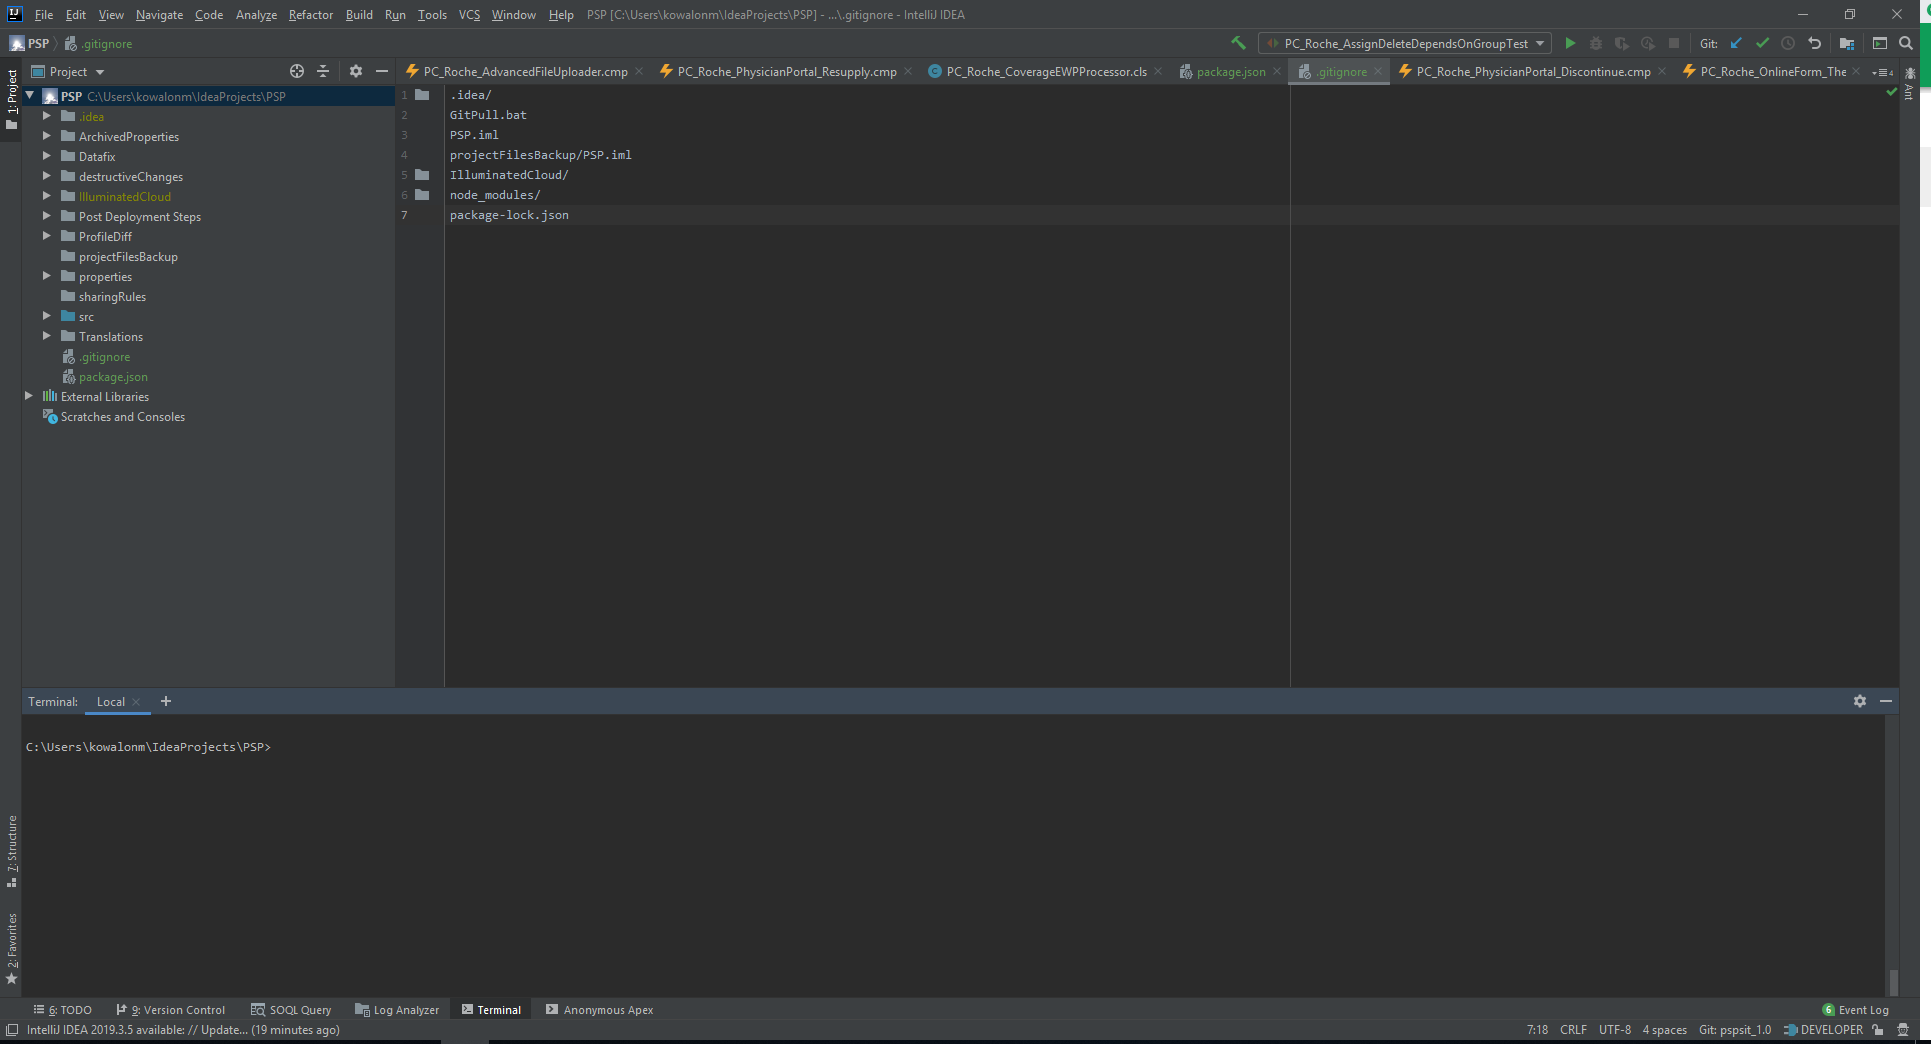 IJ File Edit View Navigate Code Analyze Refactor Build Run Tools VCS Window Help PSP [C:\Users\kowalonm\IdeaProjects\PSP] - ...\.gitignore - IntelliJ IDEA
PSP .gitignore PC_Roche_AssignDeleteDependsOnGroupTest Git:
Project PC_Roche_AdvancedFileUploader.cmp PC_Roche_PhysicianPortal_Resupply.cmp C PC_Roche_CoverageEWPProcessor.cls package.json .gitignore PC_Roche_PhysicianPortal_Discontinue.cmp PC_Roche_OnlineForm_The 4
1: Project
Ant
PSP C:\Users\kowalonm\IdeaProjects\PSP
.idea
ArchivedProperties
Datafix
destructiveChanges
IlluminatedCloud
Post Deployment Steps
ProfileDiff
projectFilesBackup
properties
sharingRules
src
Translations
.gitignore
package.json
External Libraries
Scratches and Consoles
1 .idea/
2 GitPull.bat
3 PSP.iml
4 projectFilesBackup/PSP.iml
5 IlluminatedCloud/
6 node_modules/
7 package-lock.json
Terminal: Local +
C:\Users\kowalonm\IdeaProjects\PSP>
7: Structure
2: Favorites
6: TODO 9: Version Control SOQL Query Log Analyzer Terminal Anonymous Apex 6 Event Log
IntelliJ IDEA 2019.3.5 available: // Update... (19 minutes ago) 7:18 CRLF UTF-8 4 spaces Git: pspsit_1.0 DEVELOPER